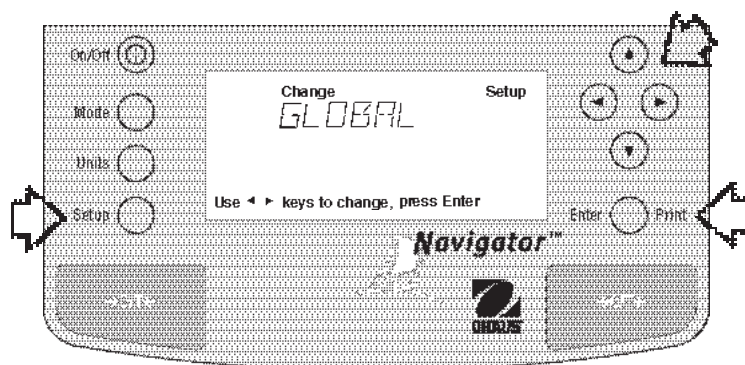 On/Off
Change Setup
GLOBAL
Mode
Units
Use ◄ ► keys to change, press Enter
Setup
Enter Print
Navigator™
OHAUS